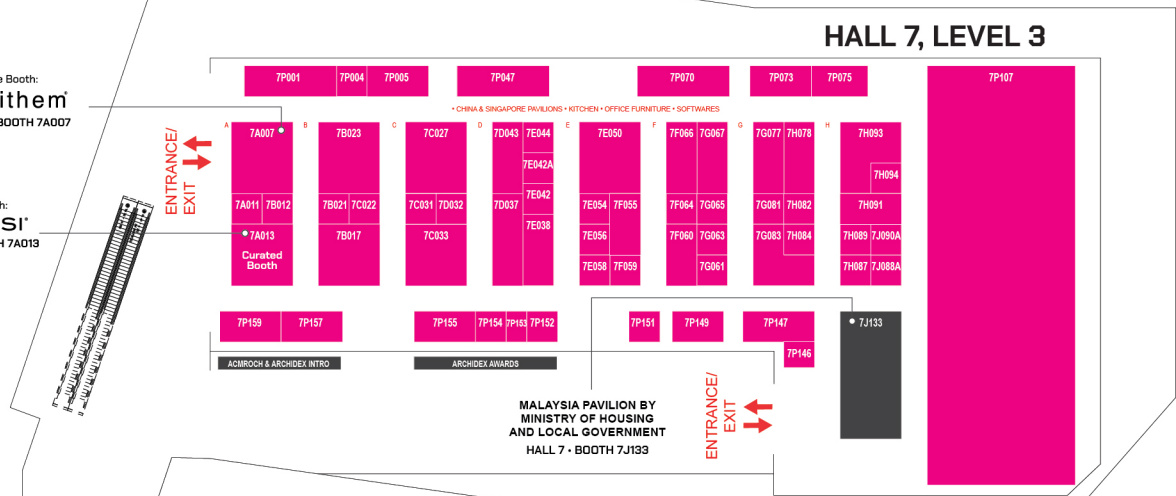 HALL 7, LEVEL 3
e Booth:
ithem
BOOTH 7A007
h:
SI
H 7A013
7P001 7P004 7P005 7P047 7P070 7P073 7P075 7P107
• CHINA & SINGAPORE PAVILIONS • KITCHEN • OFFICE FURNITURE • SOFTWARES
A B C D E F G H
ENTRANCE/
EXIT
7A007 7B023 7C027 7D043 7E044 7E050 7F066 7G067 7G077 7H078 7H093
7E042A
7H094
7E042
7A011 7B012 7B021 7C022 7C031 7D032 7D037 7E054 7F055 7F064 7G065 7G081 7H082 7H091
7E038
7A013 7B017 7C033 7E056 7F060 7G063 7G083 7H084 7H089 7J090A
Curated
Booth
7E058 7F059 7G061 7H087 7J088A
7P159 7P157 7P155 7P154 7P153 7P152 7P151 7P149 7P147 7J133
7P146
ACMROCH & ARCHIDEX INTRO
ARCHIDEX AWARDS
MALAYSIA PAVILION BY
MINISTRY OF HOUSING
AND LOCAL GOVERNMENT
HALL 7 • BOOTH 7J133
ENTRANCE/
EXIT